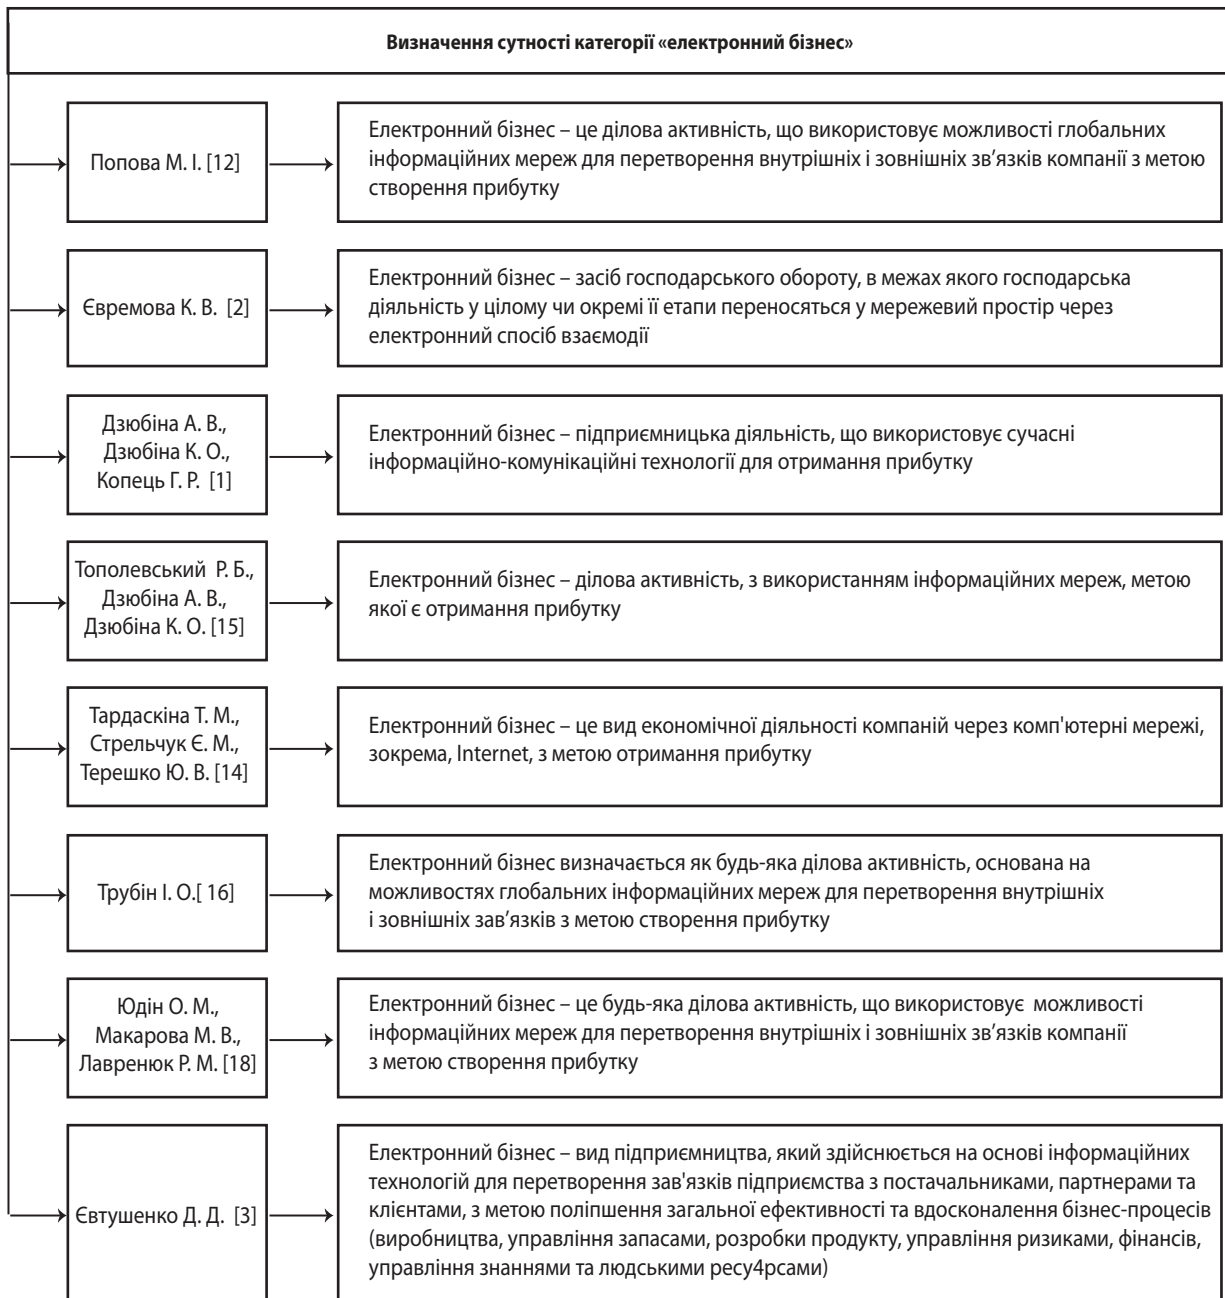 Визначення сутності категорії «електронний бізнес»
Попова М. І. [12]
Електронний бізнес – це ділова активність, що використовує можливості глобальних
інформаційних мереж для перетворення внутрішніх і зовнішніх зв’язків компанії з метою
створення прибутку
Євремова К. В. [2]
Електронний бізнес – засіб господарського обороту, в межах якого господарська
діяльність у цілому чи окремі її етапи переносяться у мережевий простір через
електронний спосіб взаємодії
Дзюбіна А. В.,
Дзюбіна К. О.,
Копець Г. Р. [1]
Електронний бізнес – підприємницька діяльність, що використовує сучасні
інформаційно-комунікаційні технології для отримання прибутку
Тополевський Р. Б.,
Дзюбіна А. В.,
Дзюбіна К. О. [15]
Електронний бізнес – ділова активність, з використанням інформаційних мереж, метою
якої є отримання прибутку
Тардаскіна Т. М.,
Стрельчук Є. М.,
Терешко Ю. В. [14]
Електронний бізнес – це вид економічної діяльності компаній через комп'ютерні мережі,
зокрема, Internet, з метою отримання прибутку
Трубін І. О.[ 16]
Електронний бізнес визначається як будь-яка ділова активність, основана на
можливостях глобальних інформаційних мереж для перетворення внутрішніх
і зовнішніх зав’язків з метою створення прибутку
Юдін О. М.,
Макарова М. В.,
Лавренюк Р. М. [18]
Електронний бізнес – це будь-яка ділова активність, що використовує можливості
інформаційних мереж для перетворення внутрішніх і зовнішніх зв’язків компанії
з метою створення прибутку
Євтушенко Д. Д. [3]
Електронний бізнес – вид підприємництва, який здійснюється на основі інформаційних
технологій для перетворення зав'язків підприємства з постачальниками, партнерами та
клієнтами, з метою поліпшення загальної ефективності та вдосконалення бізнес-процесів
(виробництва, управління запасами, розробки продукту, управління ризиками, фінансів,
управління знаннями та людськими ресу4рсами)